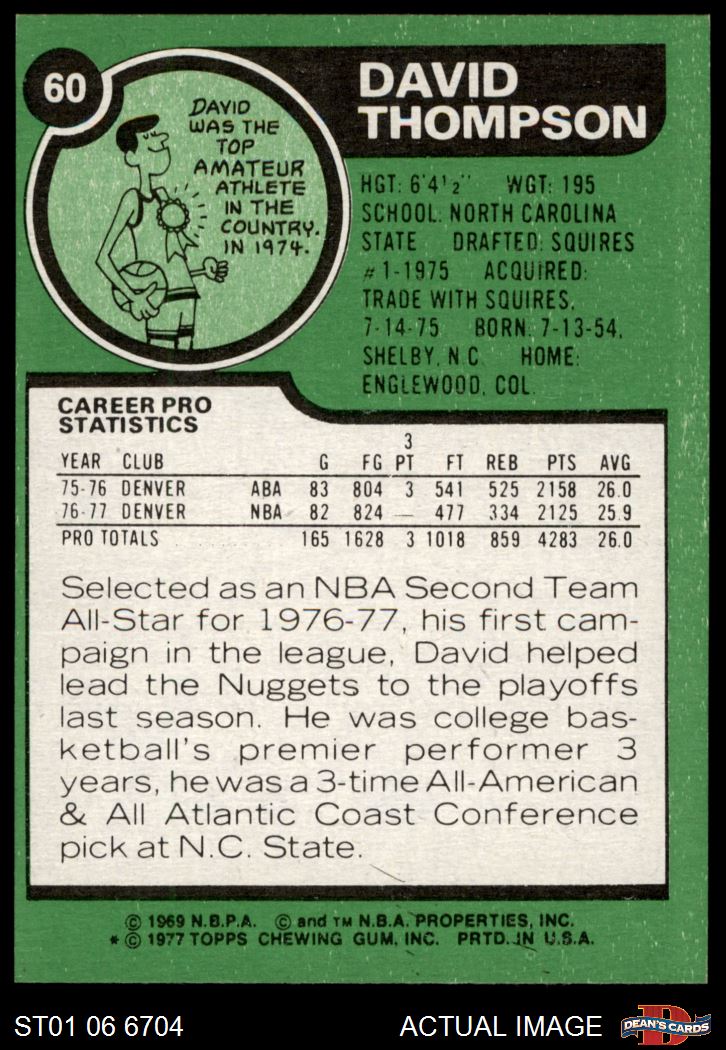 60
DAVID
WAS THE
TOP
AMATEUR
ATHLETE
IN THE
COUNTRY.
IN 1974.
DAVID
THOMPSON
HGT: 6'4 1/2" WGT: 195
SCHOOL: NORTH CAROLINA
STATE DRAFTED: SQUIRES
#1-1975 ACQUIRED:
TRADE WITH SQUIRES,
7-14-75 BORN: 7-13-54,
SHELBY, N.C. HOME:
ENGLEWOOD, COL.
CAREER PRO
STATISTICS
YEAR CLUB G FG 3 PT FT REB PTS AVG
75-76 DENVER ABA 83 804 3 541 525 2158 26.0
76-77 DENVER NBA 82 824 — 477 334 2125 25.9
PRO TOTALS 165 1628 3 1018 859 4283 26.0
Selected as an NBA Second Team
All-Star for 1976-77, his first cam-
paign in the league, David helped
lead the Nuggets to the playoffs
last season. He was college bas-
ketball's premier performer 3
years, he was a 3-time All-American
& All Atlantic Coast Conference
pick at N.C. State.
© 1969 N.B.P.A. © and TM N.B.A. PROPERTIES, INC.
* © 1977 TOPPS CHEWING GUM, INC. PRTD. IN U.S.A.
ST01 06 6704 ACTUAL IMAGE
D
DEAN'S CARDS